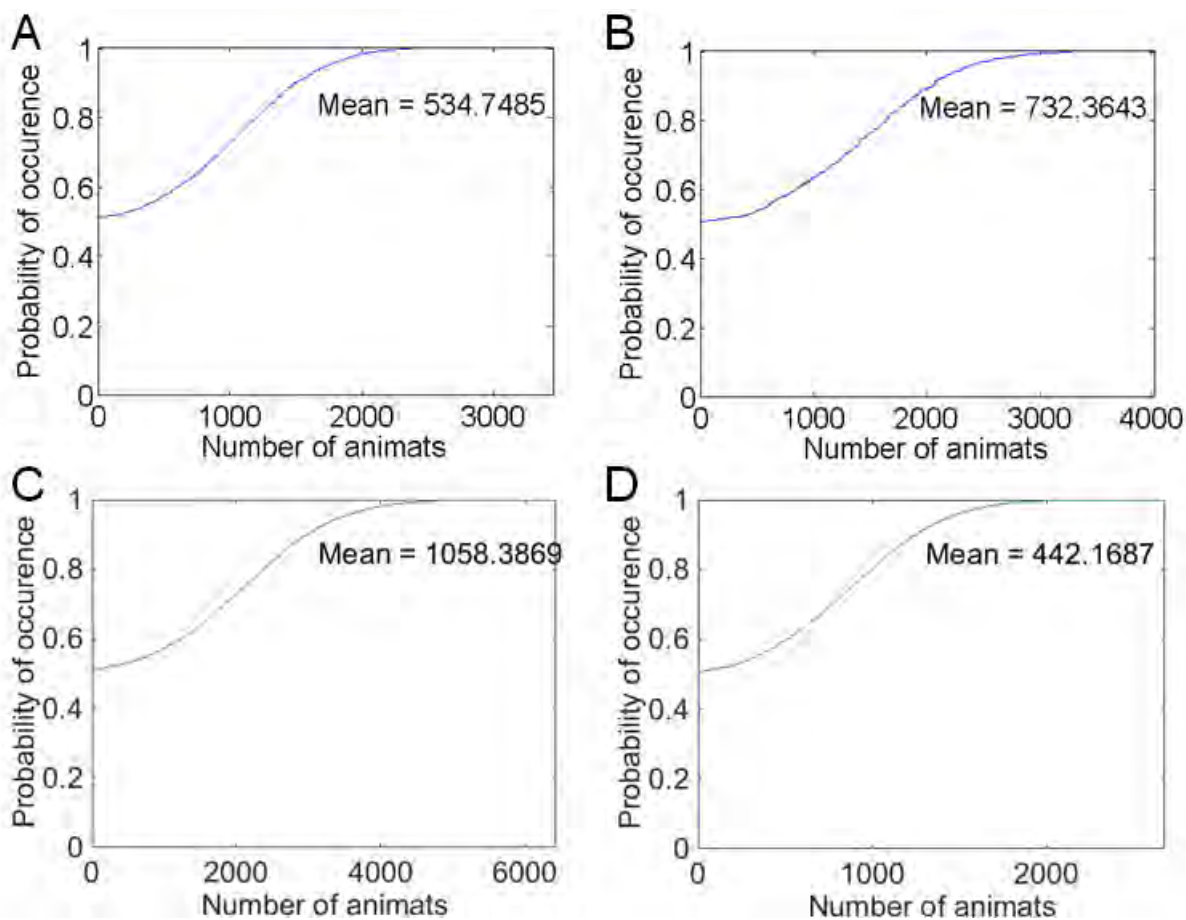 A
Probability of occurence
1
0.8
0.6
0.4
0.2
0
Mean = 534.7485
0 1000 2000 3000
Number of animats
B
Probability of occurence
1
0.8
0.6
0.4
0.2
0
Mean = 732.3643
0 1000 2000 3000 4000
Number of animats
C
Probability of occurence
1
0.8
0.6
0.4
0.2
0
Mean = 1058.3869
0 2000 4000 6000
Number of animats
D
Probability of occurence
1
0.8
0.6
0.4
0.2
0
Mean = 442.1687
0 1000 2000
Number of animats